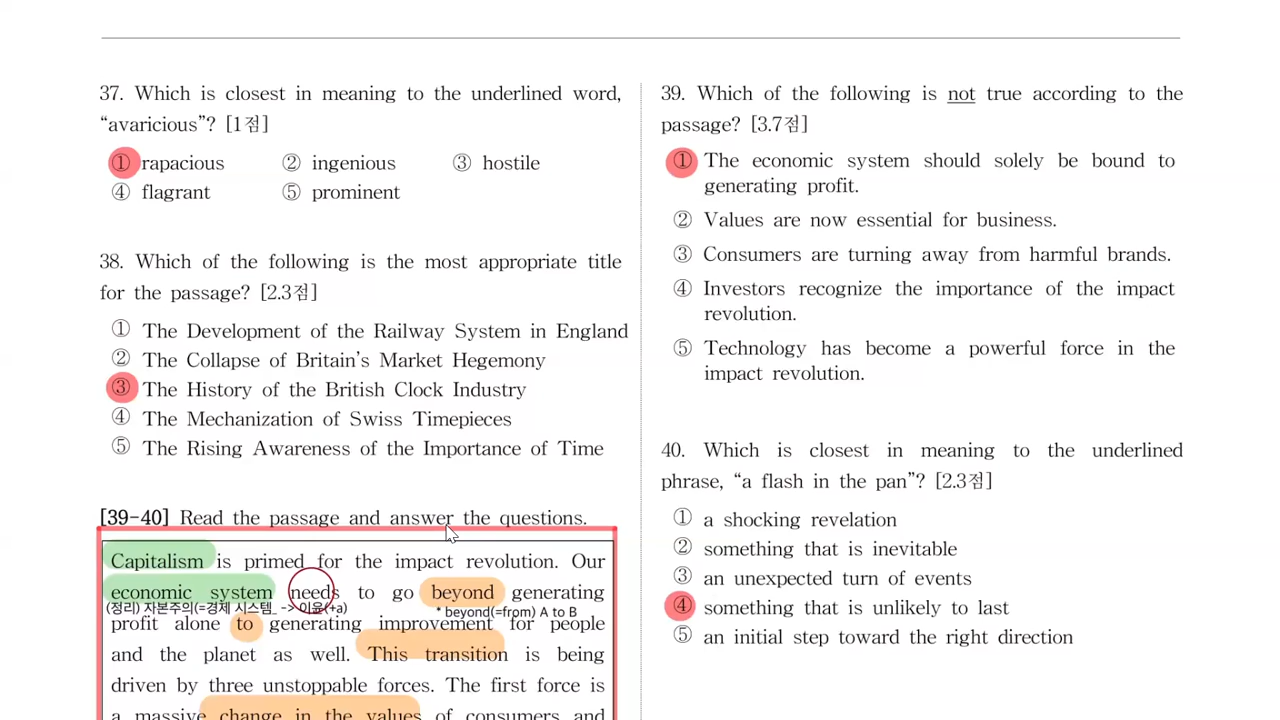 37. Which is closest in meaning to the underlined word,
“avaricious”? [1점]
① rapacious ② ingenious ③ hostile
④ flagrant ⑤ prominent
38. Which of the following is the most appropriate title
for the passage? [2.3점]
① The Development of the Railway System in England
② The Collapse of Britain’s Market Hegemony
③ The History of the British Clock Industry
④ The Mechanization of Swiss Timepieces
⑤ The Rising Awareness of the Importance of Time
[39-40] Read the passage and answer the questions.
Capitalism is primed for the impact revolution. Our
economic system needs to go beyond generating
(정리) 자본주의(=경제 시스템_ -> 이윤(+a) * beyond(=from) A to B
profit alone to generating improvement for people
and the planet as well. This transition is being
driven by three unstoppable forces. The first force is
a massive change in the values of consumers and
39. Which of the following is not true according to the
passage? [3.7점]
① The economic system should solely be bound to
generating profit.
② Values are now essential for business.
③ Consumers are turning away from harmful brands.
④ Investors recognize the importance of the impact
revolution.
⑤ Technology has become a powerful force in the
impact revolution.
40. Which is closest in meaning to the underlined
phrase, “a flash in the pan”? [2.3점]
① a shocking revelation
② something that is inevitable
③ an unexpected turn of events
④ something that is unlikely to last
⑤ an initial step toward the right direction